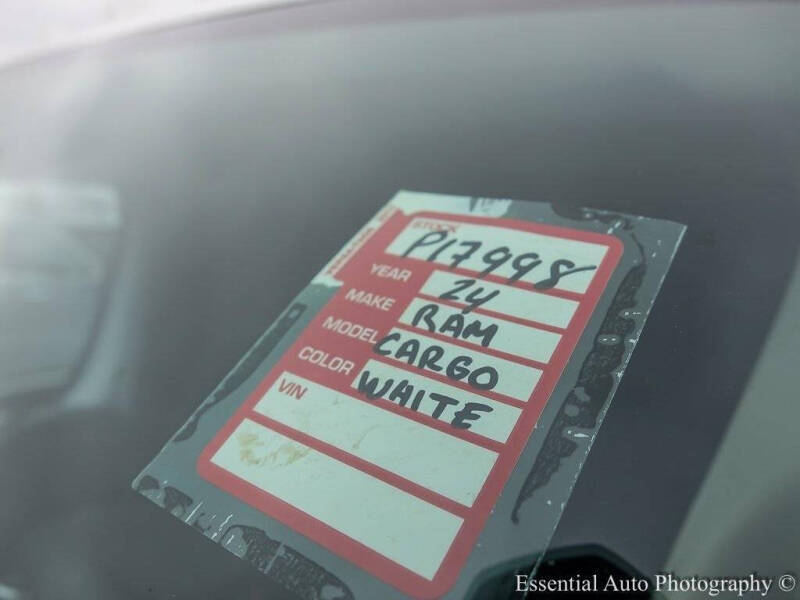 STOCK P17998
YEAR 24
MAKE RAM
MODEL CARGO
COLOR WHITE
VIN
Essential Auto Photography ©